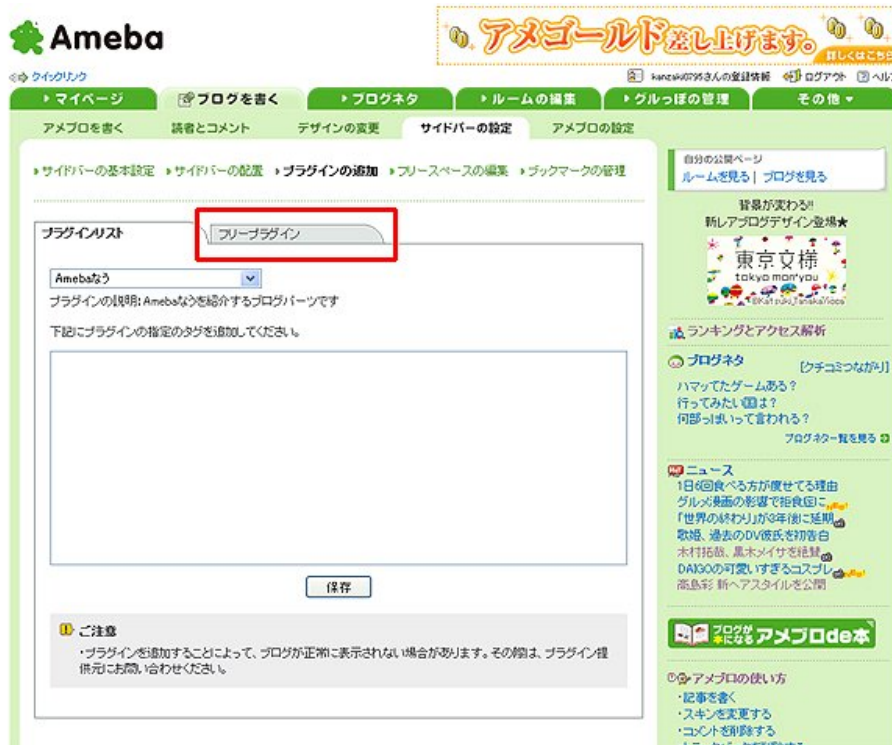 Ameba
アメゴールド差し上げます。
詳しくはこちら
クイックリンク
kanzaki0795さんの登録情報
ログアウト
マイページ
ブログを書く
ブログネタ
ルームの編集
グルっぽの管理
その他
アメブロを書く
読者とコメント
デザインの変更
サイドバーの設定
アメブロの設定
サイドバーの基本設定
サイドバーの配置
プラグインの追加
フリースペースの編集
ブックマークの管理
プラグインリスト
フリープラグイン
Amebaなう
プラグインの説明:Amebaなうを紹介するブログパーツです
下記にプラグインの指定のタグを追加してください。
保存
ご注意
・プラグインを追加することによって、ブログが正常に表示されない場合があります。その際は、プラグイン提
供元にお問い合わせください。
自分の公開ページ
ルームを見る | ブログを見る
背景が変わる!!
新レアブログデザイン登場★
東京文様
tokyo mon'you
ランキングとアクセス解析
ブログネタ
[クチコミつながり]
ハマッてたゲームある?
行ってみたい国は?
何部っぽいって言われる?
ブログネタ一覧を見る
ニュース
1日6回食べる方が痩せてる理由
グルメ漫画の影響で拒食症に
「世界の終わり」が3年後に延期
歌姫、過去のDV彼氏を初告白
木村拓哉、黒木メイサを絶賛
DAIGOの可愛いすぎるコスプレ
高島彩 新ヘアスタイルを公開
ブログが本になる アメブロde本
アメブロの使い方
・記事を書く
・スキンを変更する
・コメントを削除する